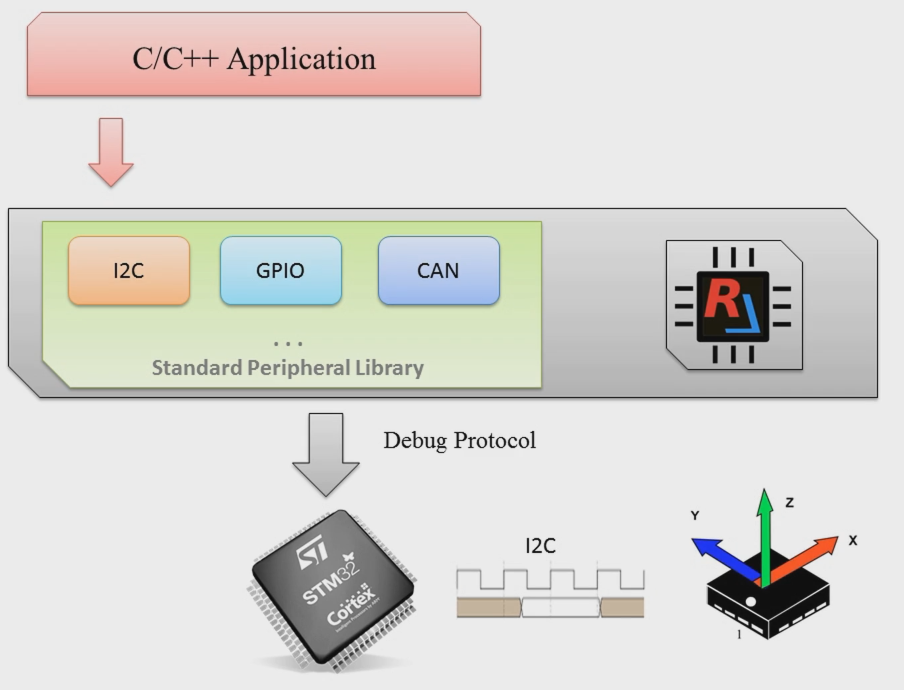 C/C++ Application
I2C
GPIO
CAN
...
Standard Peripheral Library
Debug Protocol
ST
STM32
Cortex
I2C
Y
Z
X
1